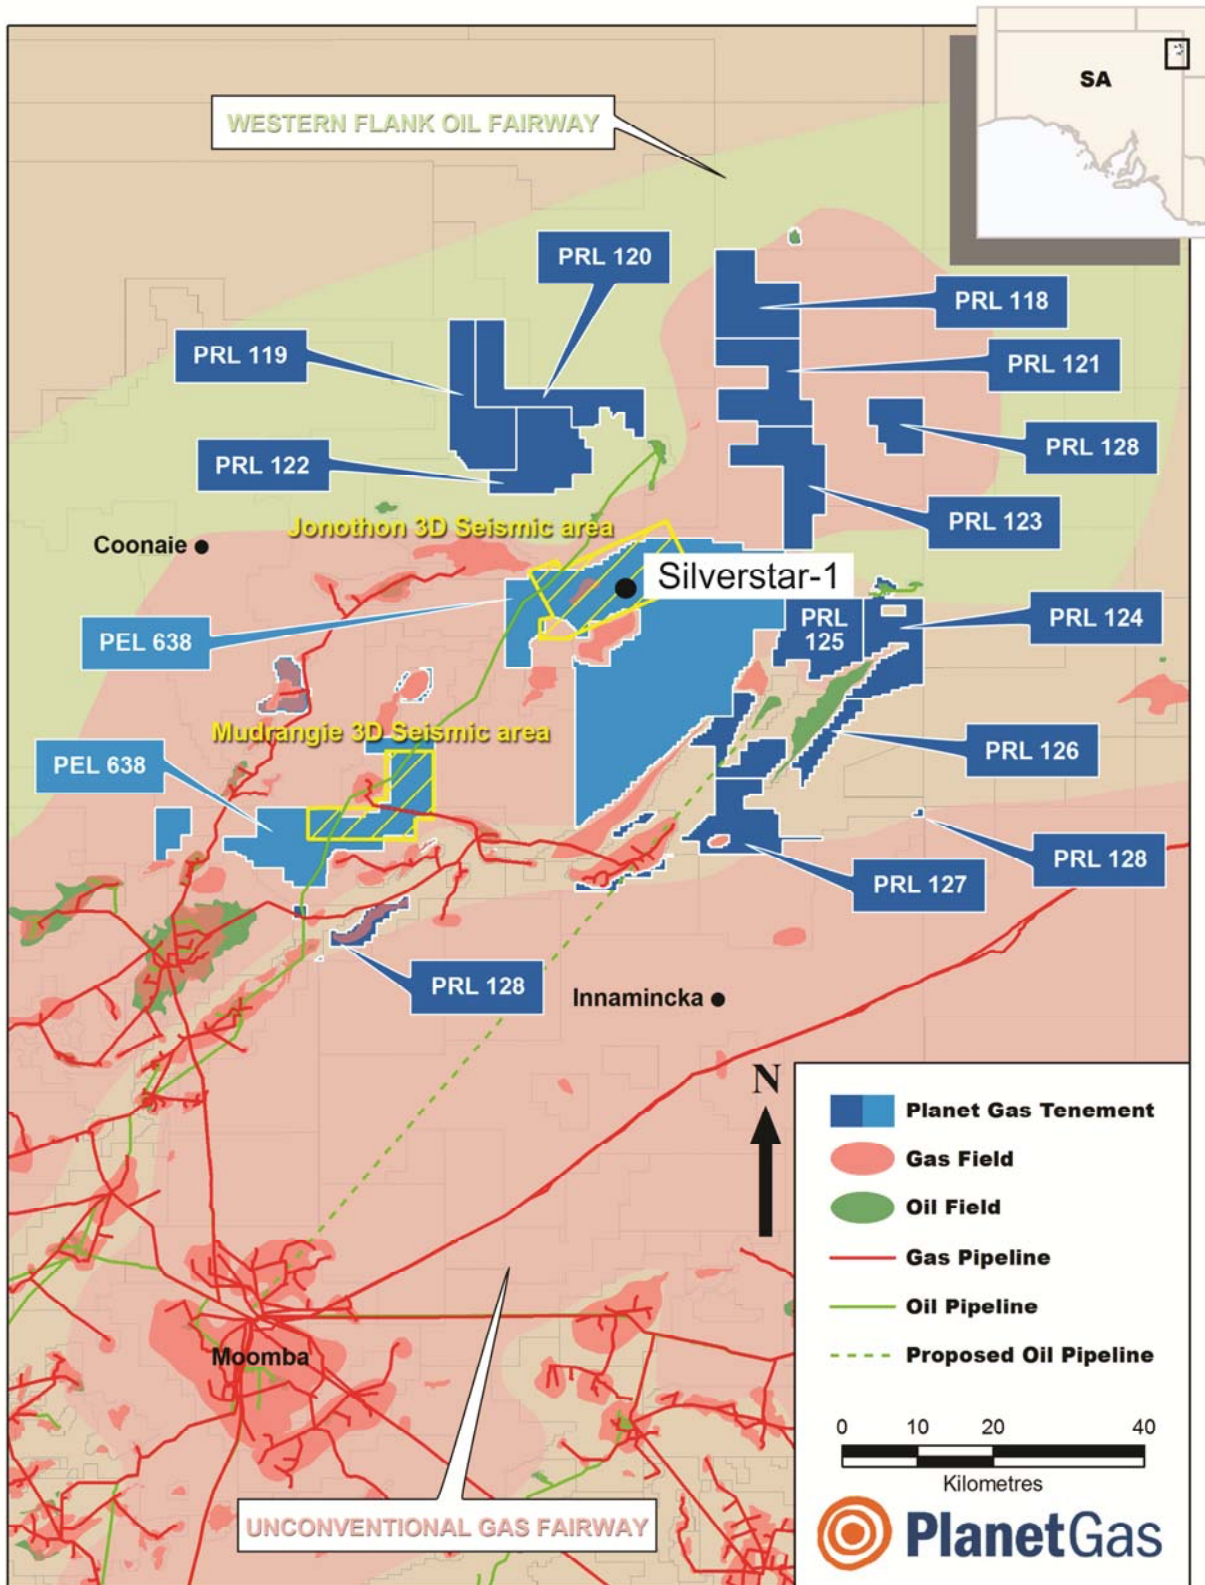 SA
WESTERN FLANK OIL FAIRWAY
PRL 120
PRL 118
PRL 119
PRL 121
PRL 128
PRL 122
PRL 123
Jonothon 3D Seismic area
Coonaie
Silverstar-1
PRL 124
PRL
125
PEL 638
Mudrangie 3D Seismic area
PRL 126
PEL 638
PRL 128
PRL 127
PRL 128
Innamincka
N
Planet Gas Tenement
Gas Field
Oil Field
Gas Pipeline
Oil Pipeline
Proposed Oil Pipeline
Moomba
0 10 20 40
Kilometres
UNCONVENTIONAL GAS FAIRWAY
PlanetGas